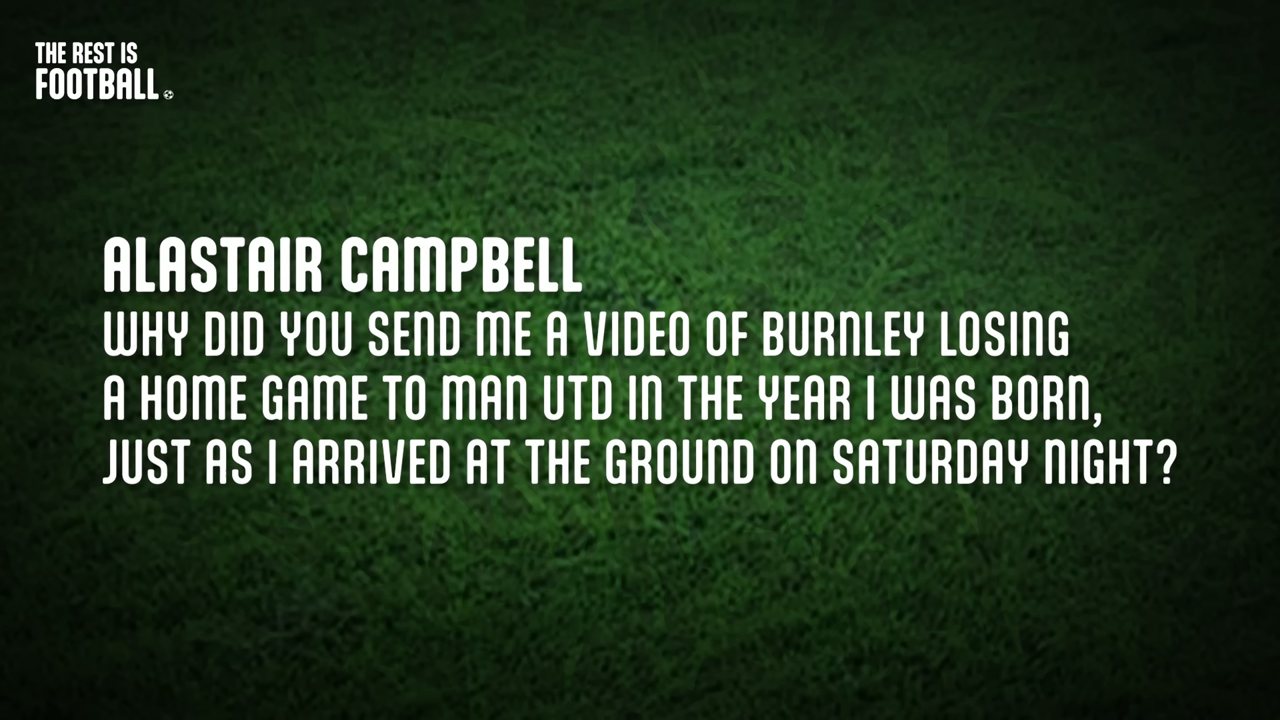 THE REST IS
FOOTBALL
ALASTAIR CAMPBELL
WHY DID YOU SEND ME A VIDEO OF BURNLEY LOSING
A HOME GAME TO MAN UTD IN THE YEAR I WAS BORN,
JUST AS I ARRIVED AT THE GROUND ON SATURDAY NIGHT?